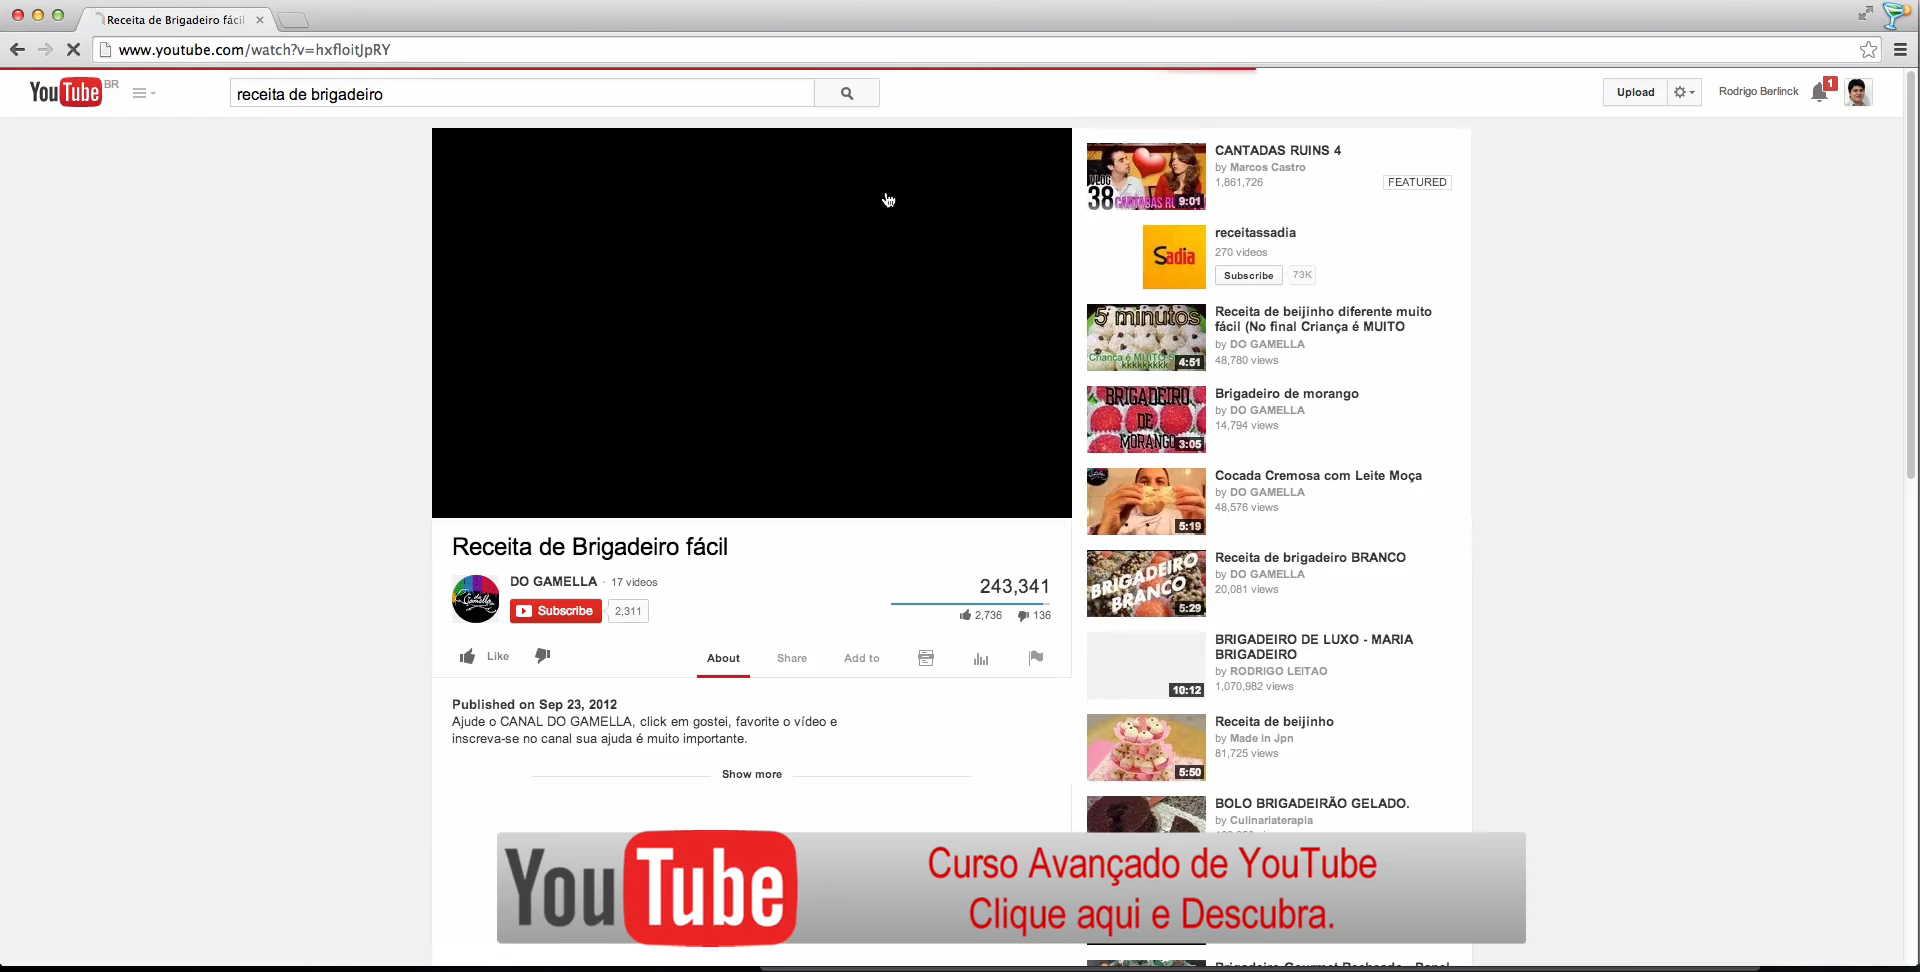 Receita de Brigadeiro fácil
www.youtube.com/watch?v=hxfloitJpRY
YouTube BR
receita de brigadeiro
Upload
Rodrigo Berlinck
1
VLOG
38
9:01
CANTADAS RUINS 4
by Marcos Castro
1,861,726
FEATURED
Sadia
receitassadia
270 videos
Subscribe
73K
5 minutos
kkkkkkkkk
4:51
Receita de beijinho diferente muito
fácil (No final Criança é MUITO
by DO GAMELLA
48,780 views
BRIGADEIRO
DE
MORANGO
3:05
Brigadeiro de morango
by DO GAMELLA
14,794 views
5:19
Cocada Cremosa com Leite Moça
by DO GAMELLA
48,576 views
BRIGADEIRO
BRANCO
5:29
Receita de brigadeiro BRANCO
by DO GAMELLA
20,081 views
10:12
BRIGADEIRO DE LUXO - MARIA
BRIGADEIRO
by RODRIGO LEITAO
1,070,982 views
5:50
Receita de beijinho
by Made in Jpn
81,725 views
BOLO BRIGADEIRÃO GELADO.
by Culinariaterapia
Receita de Brigadeiro fácil
DO GAMELLA · 17 videos
Subscribe
2,311
243,341
2,736
136
Like
About
Share
Add to
Published on Sep 23, 2012
Ajude o CANAL DO GAMELLA, click em gostei, favorite o vídeo e
inscreva-se no canal sua ajuda é muito importante.
Show more
YouTube
Curso Avançado de YouTube
Clique aqui e Descubra.